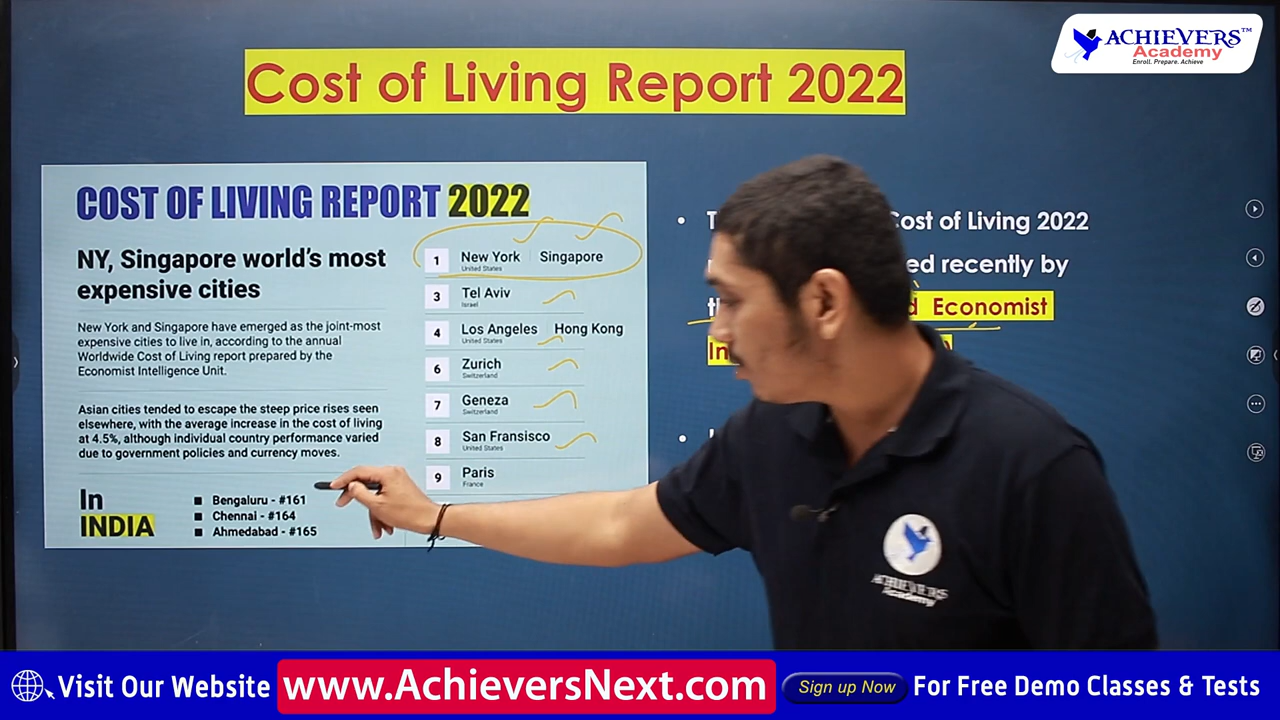 ACHIEVERS™
Academy
Enroll. Prepare. Achieve
Cost of Living Report 2022
COST OF LIVING REPORT 2022
NY, Singapore world's most
expensive cities
New York and Singapore have emerged as the joint-most
expensive cities to live in, according to the annual
Worldwide Cost of Living report prepared by the
Economist Intelligence Unit.
Asian cities tended to escape the steep price rises seen
elsewhere, with the average increase in the cost of living
at 4.5%, although individual country performance varied
due to government policies and currency moves.
In
INDIA
Bengaluru - #161
Chennai - #164
Ahmedabad - #165
1 New York Singapore
United States
3 Tel Aviv
Israel
4 Los Angeles Hong Kong
United States
6 Zurich
Switzerland
7 Geneza
Switzerland
8 San Fransisco
United States
9 Paris
France
Cost of Living 2022
recently by
Economist
ACHIEVERS
Academy
Visit Our Website www.AchieversNext.com Sign up Now For Free Demo Classes & Tests